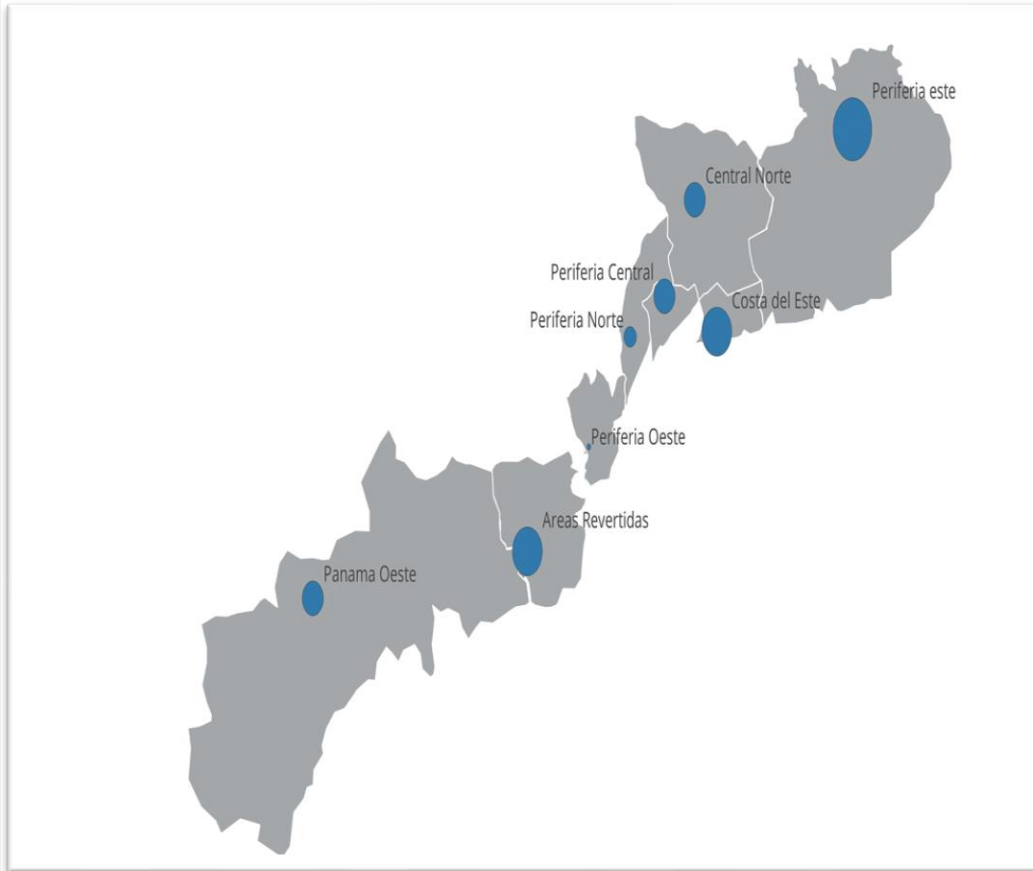 Periferia este
Central Norte
Periferia Central
Costa del Este
Periferia Norte
Periferia Oeste
Areas Revertidas
Panama Oeste